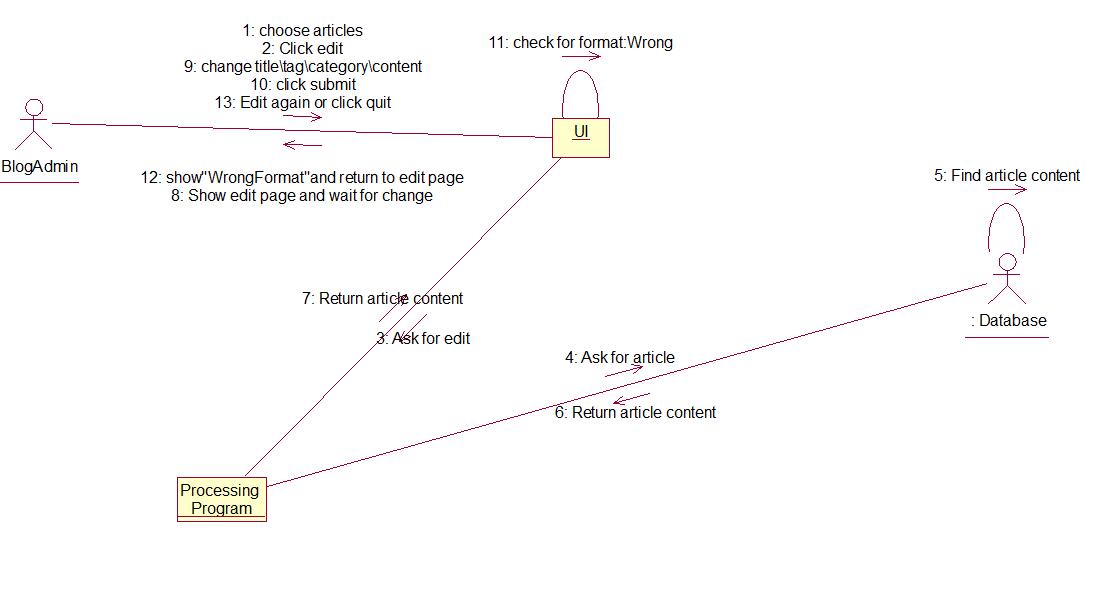 1: choose articles
2: Click edit
9: change title\tag\category\content
10: click submit
13: Edit again or click quit
11: check for format:Wrong
UI
BlogAdmin
12: show"WrongFormat"and return to edit page
8: Show edit page and wait for change
5: Find article content
: Database
7: Return article content
3: Ask for edit
4: Ask for article
6: Return article content
Processing
Program